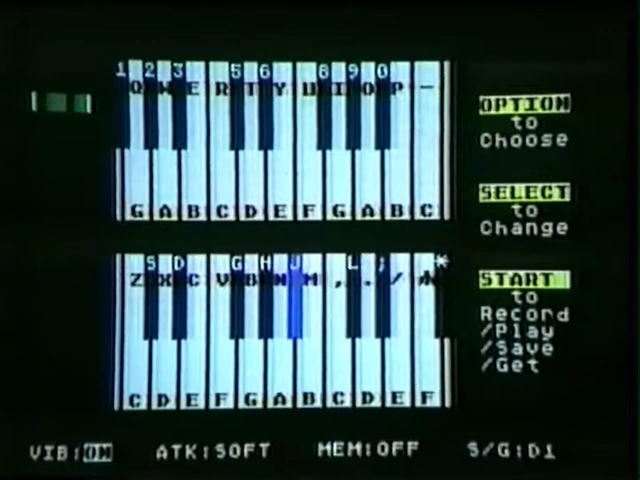 1 2 3 5 6 8 9 0
Q W E R T Y U I O P -
G A B C D E F G A B C
S D G H J L ; *
Z X C V B N M , . /
C D E F G A B C D E F
OPTION
to
Choose
SELECT
to
Change
START
to
Record
/Play
/Save
/Get
VIB:ON ATK:SOFT MEM:OFF S/G:D1